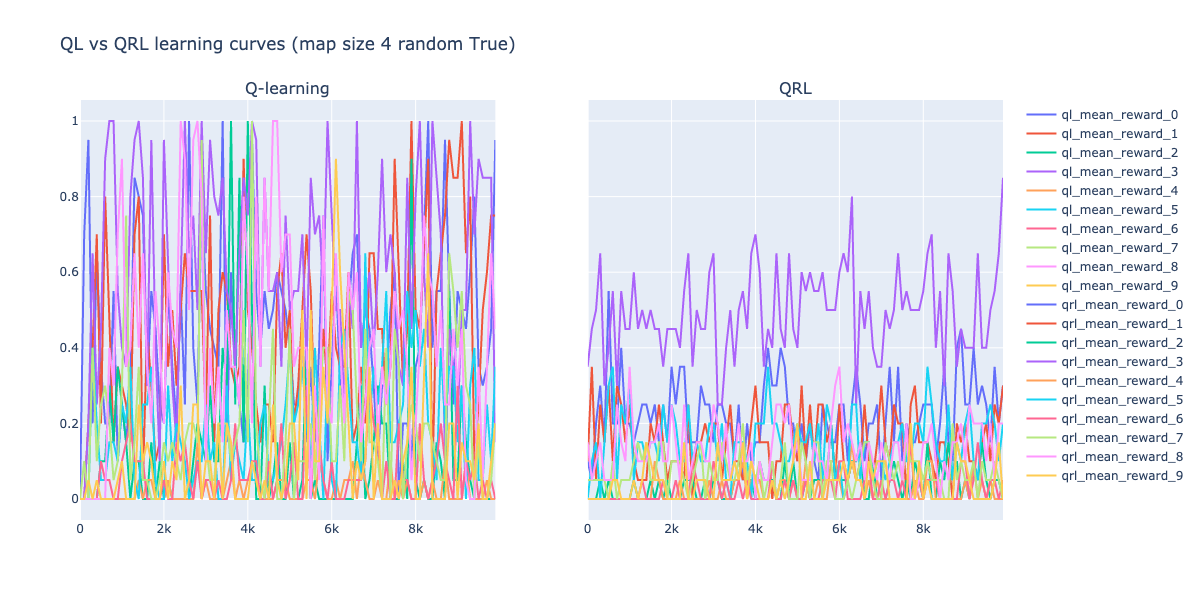 QL vs QRL learning curves (map size 4 random True)
Q-learning
QRL
1
0.8
0.6
0.4
0.2
0
0 2k 4k 6k 8k
0 2k 4k 6k 8k
ql_mean_reward_0
ql_mean_reward_1
ql_mean_reward_2
ql_mean_reward_3
ql_mean_reward_4
ql_mean_reward_5
ql_mean_reward_6
ql_mean_reward_7
ql_mean_reward_8
ql_mean_reward_9
qrl_mean_reward_0
qrl_mean_reward_1
qrl_mean_reward_2
qrl_mean_reward_3
qrl_mean_reward_4
qrl_mean_reward_5
qrl_mean_reward_6
qrl_mean_reward_7
qrl_mean_reward_8
qrl_mean_reward_9